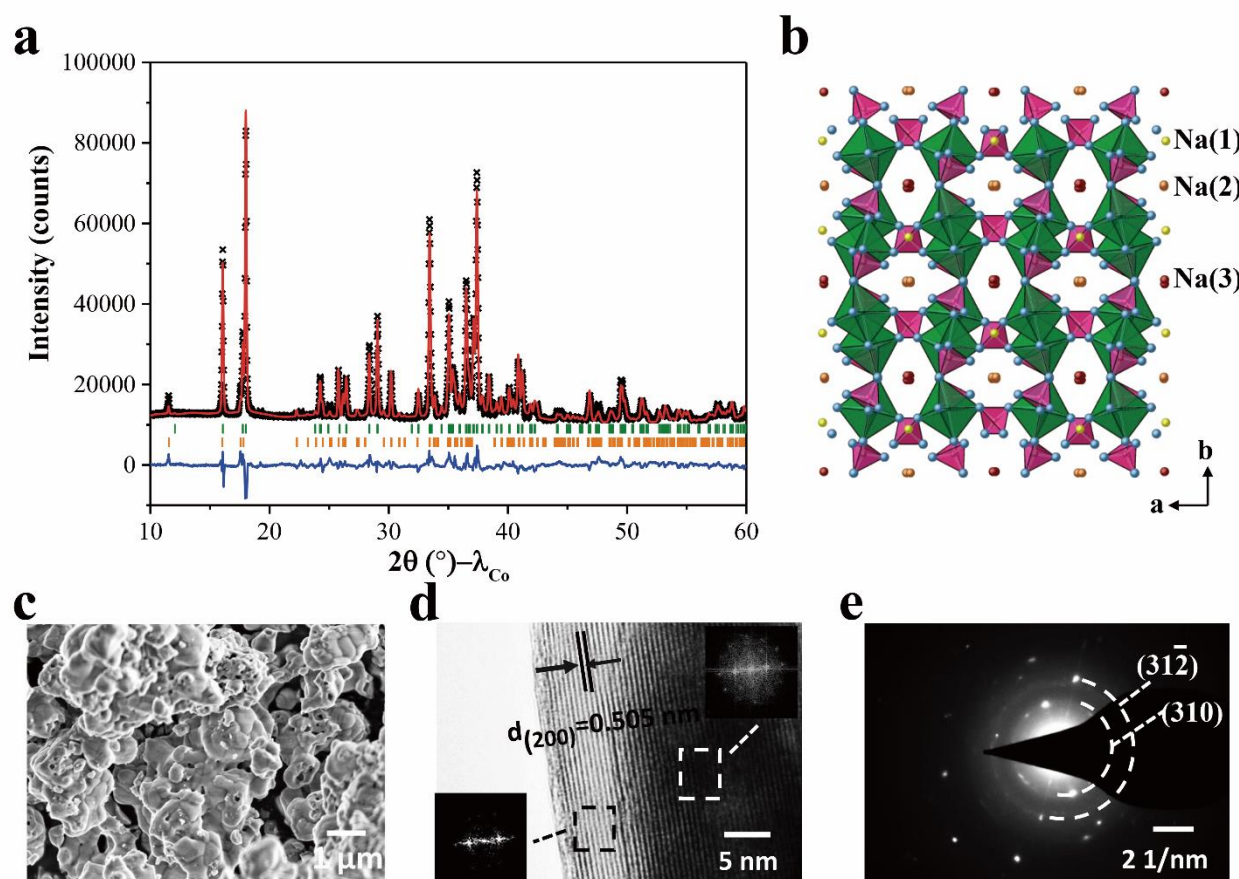 a
100000
80000
60000
40000
20000
0
Intensity (counts)
10 20 30 40 50 60
2θ (°)−λCo
b
Na(1)
Na(2)
Na(3)
b
a
c
1 μm
d
d(200)=0.505 nm
5 nm
e
(312̄)
(310)
2 1/nm